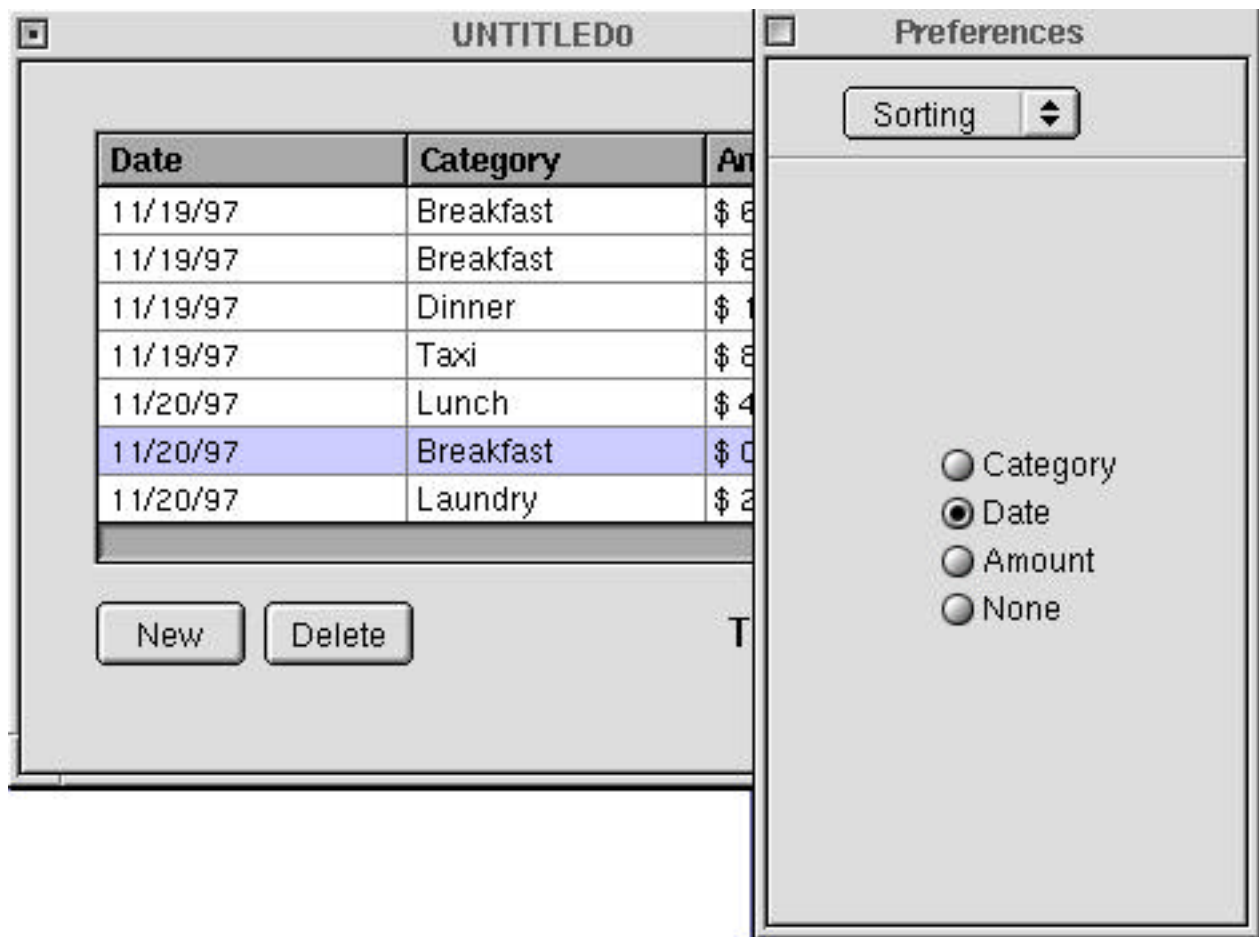 UNTITLED0
Date Category
11/19/97 Breakfast $
11/19/97 Breakfast $
11/19/97 Dinner $
11/19/97 Taxi $
11/20/97 Lunch $
11/20/97 Breakfast $
11/20/97 Laundry $
New Delete
Preferences
Sorting
Category
Date
Amount
None